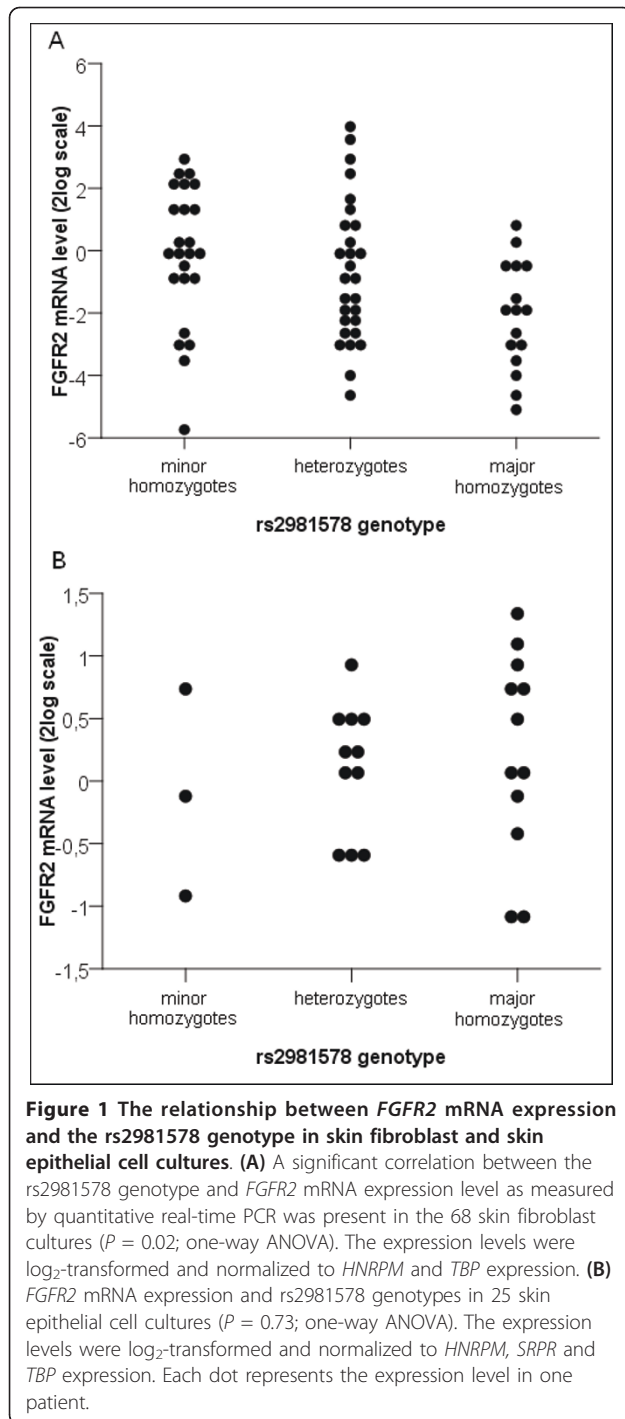 A
6
4
2
0
-2
-4
-6
FGFR2 mRNA level (2log scale)
minor homozygotes
heterozygotes
major homozygotes
rs2981578 genotype
B
1,5
1
0,5
0
-0,5
-1
-1,5
FGFR2 mRNA level (2log scale)
minor homozygotes
heterozygotes
major homozygotes
rs2981578 genotype
Figure 1 The relationship between FGFR2 mRNA expression
and the rs2981578 genotype in skin fibroblast and skin
epithelial cell cultures. (A) A significant correlation between the
rs2981578 genotype and FGFR2 mRNA expression level as measured
by quantitative real-time PCR was present in the 68 skin fibroblast
cultures (P = 0.02; one-way ANOVA). The expression levels were
log₂-transformed and normalized to HNRPM and TBP expression. (B)
FGFR2 mRNA expression and rs2981578 genotypes in 25 skin
epithelial cell cultures (P = 0.73; one-way ANOVA). The expression
levels were log₂-transformed and normalized to HNRPM, SRPR and
TBP expression. Each dot represents the expression level in one
patient.